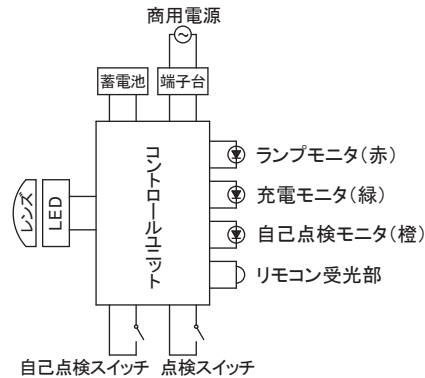 商用電源
蓄電池
端子台
コントロールユニット
レンズ
LED
ランプモニタ（赤）
充電モニタ（緑）
自己点検モニタ（橙）
リモコン受光部
自己点検スイッチ
点検スイッチ